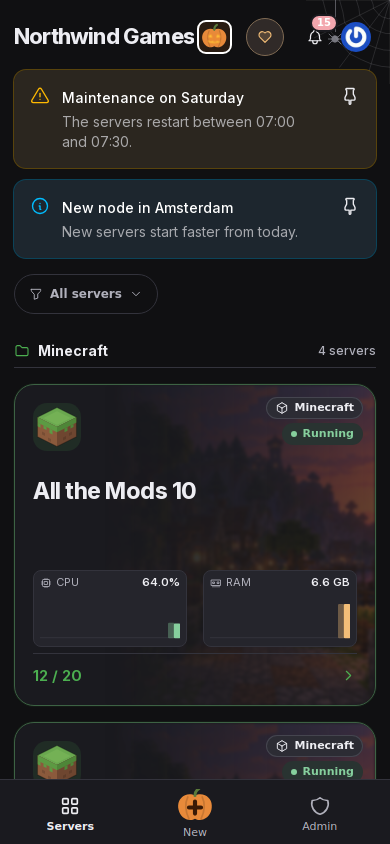 Northwind Games
15
Maintenance on Saturday
The servers restart between 07:00
and 07:30.
New node in Amsterdam
New servers start faster from today.
All servers
Minecraft
4 servers
Minecraft
Running
All the Mods 10
CPU
64.0%
RAM
6.6 GB
12 / 20
Minecraft
Running
Servers
New
Admin